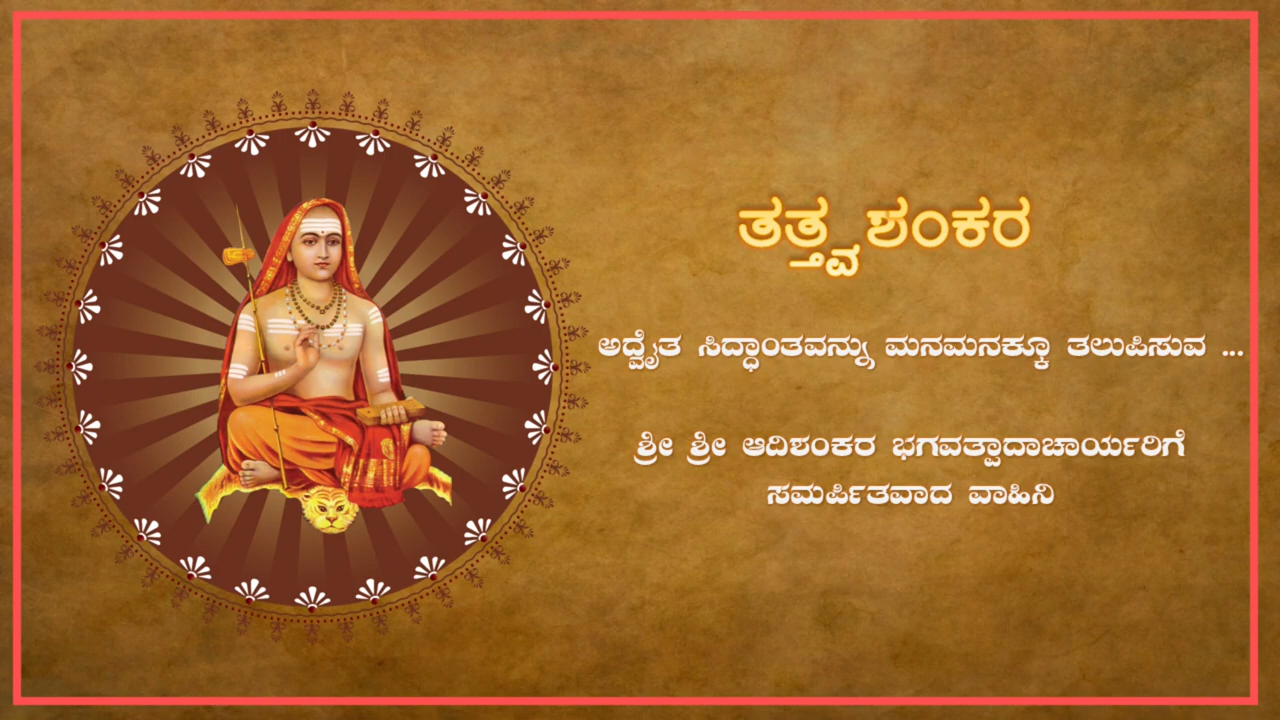 ತತ್ತ್ವಶಂಕರ
ಅದ್ವೈತ ಸಿದ್ಧಾಂತವನ್ನು ಮನಮನಕ್ಕೂ ತಲುಪಿಸುವ ...
ಶ್ರೀ ಶ್ರೀ ಆದಿಶಂಕರ ಭಗವತ್ಪಾದಾಚಾರ್ಯರಿಗೆ
ಸಮರ್ಪಿತವಾದ ವಾಹಿನಿ